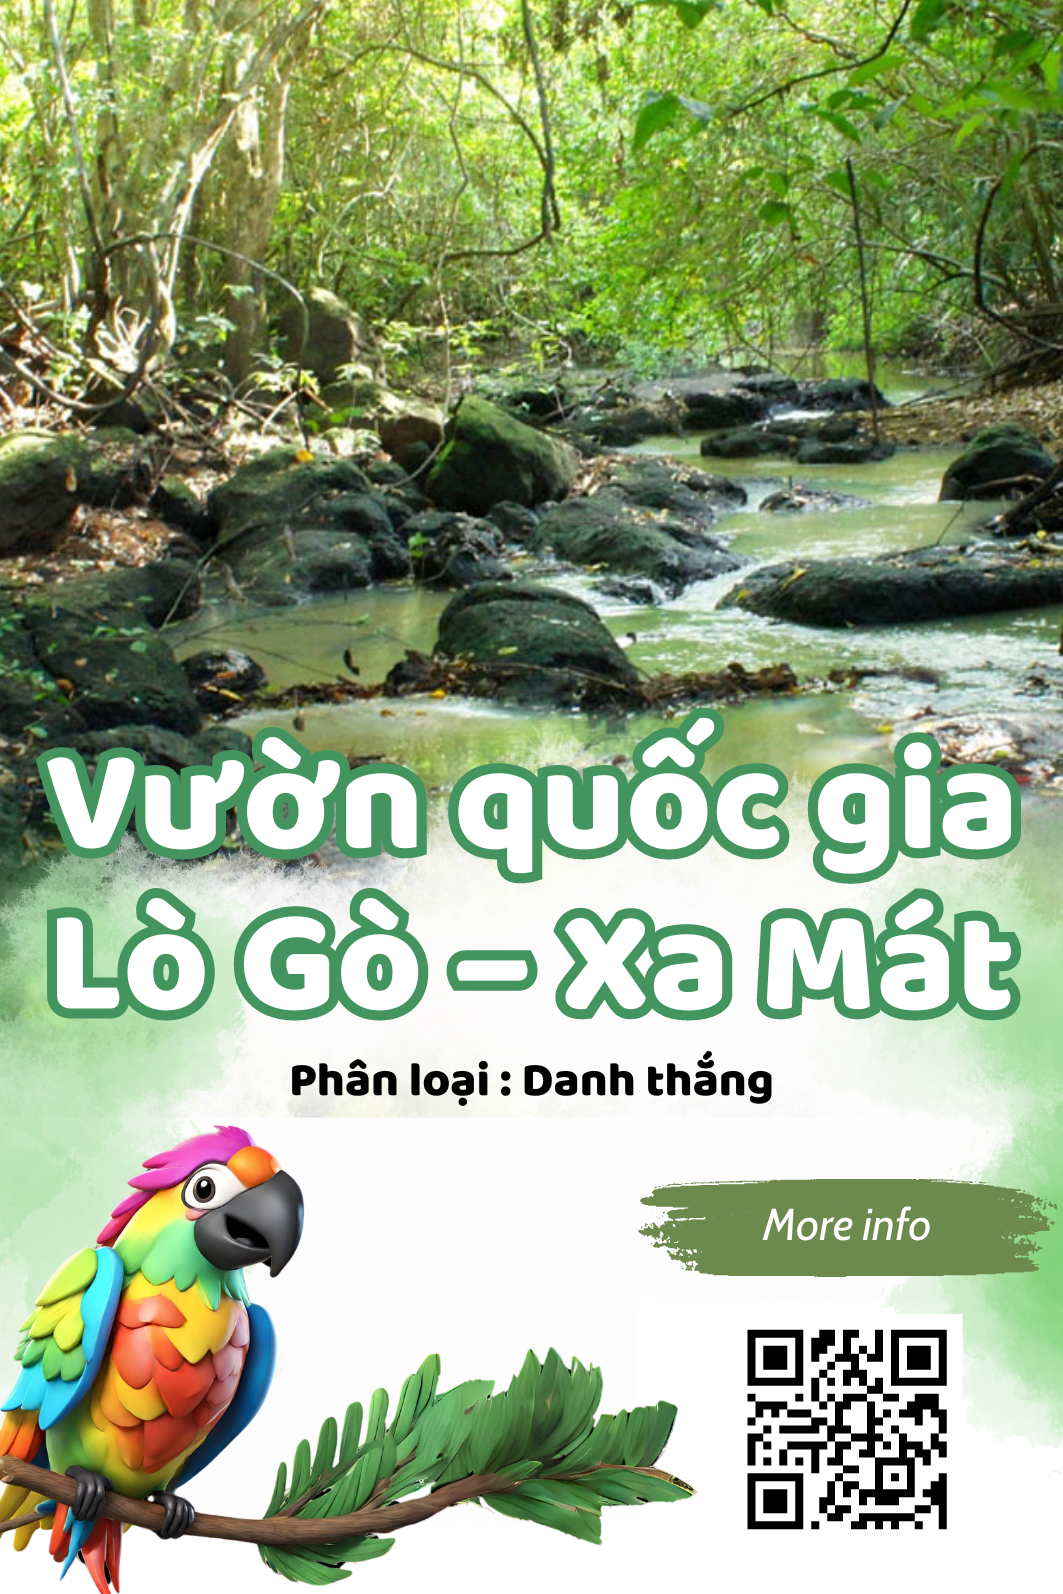 Vườn quốc gia
Lò Gò – Xa Mát
Phân loại : Danh thắng
More info